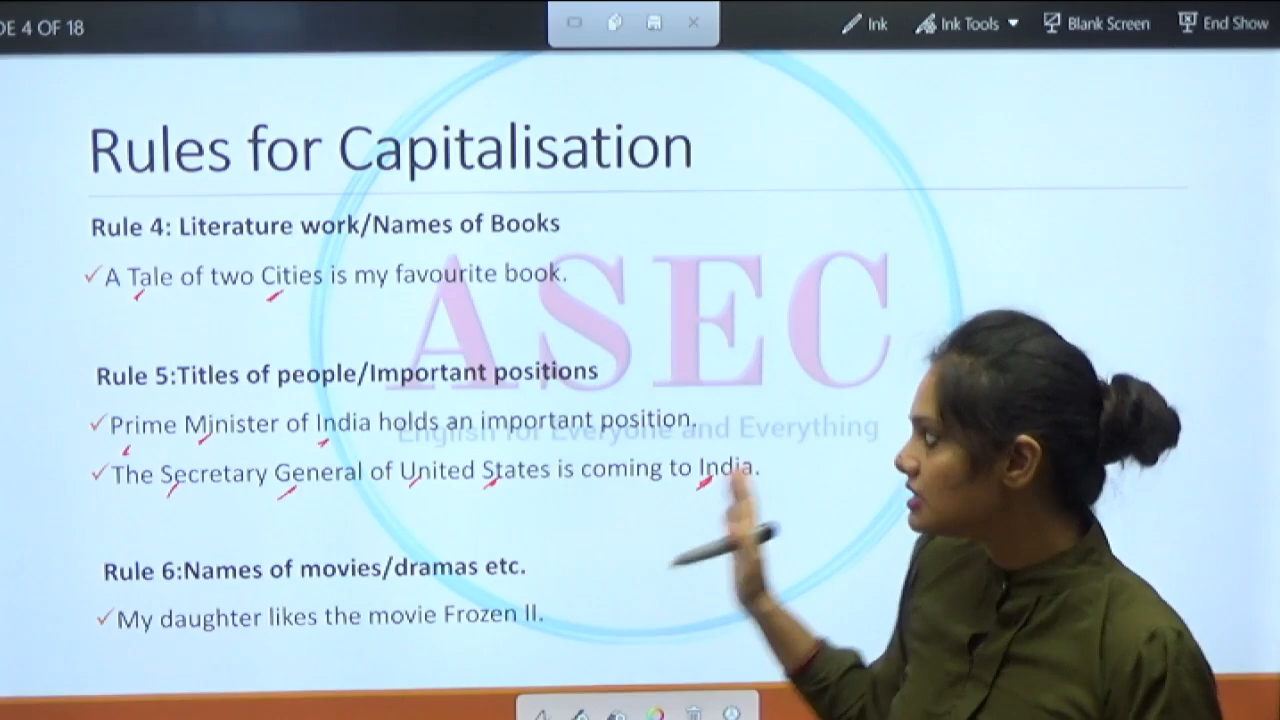 DE 4 OF 18
Ink
Ink Tools
Blank Screen
End Show
Rules for Capitalisation
Rule 4: Literature work/Names of Books
A Tale of two Cities is my favourite book.
ASEC
English for Everyone and Everything
Rule 5:Titles of people/Important positions
Prime Minister of India holds an important position.
The Secretary General of United States is coming to India.
Rule 6:Names of movies/dramas etc.
My daughter likes the movie Frozen II.